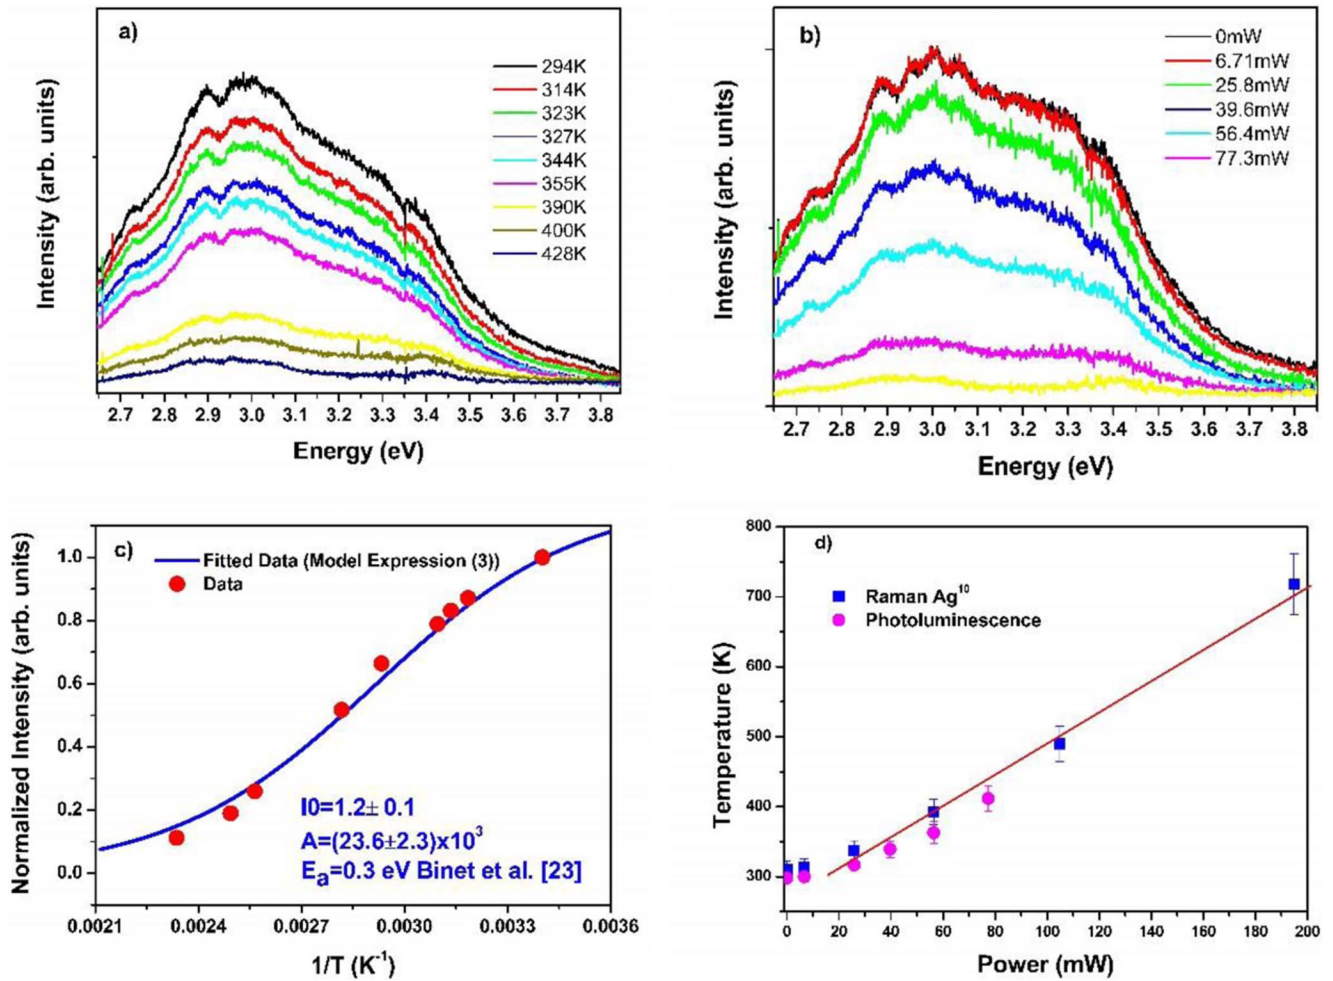 a)
294K
314K
323K
327K
344K
355K
390K
400K
428K
Intensity (arb. units)
2.7 2.8 2.9 3.0 3.1 3.2 3.3 3.4 3.5 3.6 3.7 3.8
Energy (eV)
b)
0mW
6.71mW
25.8mW
39.6mW
56.4mW
77.3mW
Intensity (arb. units)
2.7 2.8 2.9 3.0 3.1 3.2 3.3 3.4 3.5 3.6 3.7 3.8
Energy (eV)
c)
Fitted Data (Model Expression (3))
Data
1.0
0.8
0.6
0.4
0.2
0.0
Normalized Intensity (arb. units)
I0=1.2± 0.1
A=(23.6±2.3)x10³
Eₐ=0.3 eV Binet et al. [23]
0.0021 0.0024 0.0027 0.0030 0.0033 0.0036
1/T (K⁻¹)
d)
Raman Ag¹⁰
Photoluminescence
800
700
600
500
400
300
Temperature (K)
0 20 40 60 80 100 120 140 160 180 200
Power (mW)